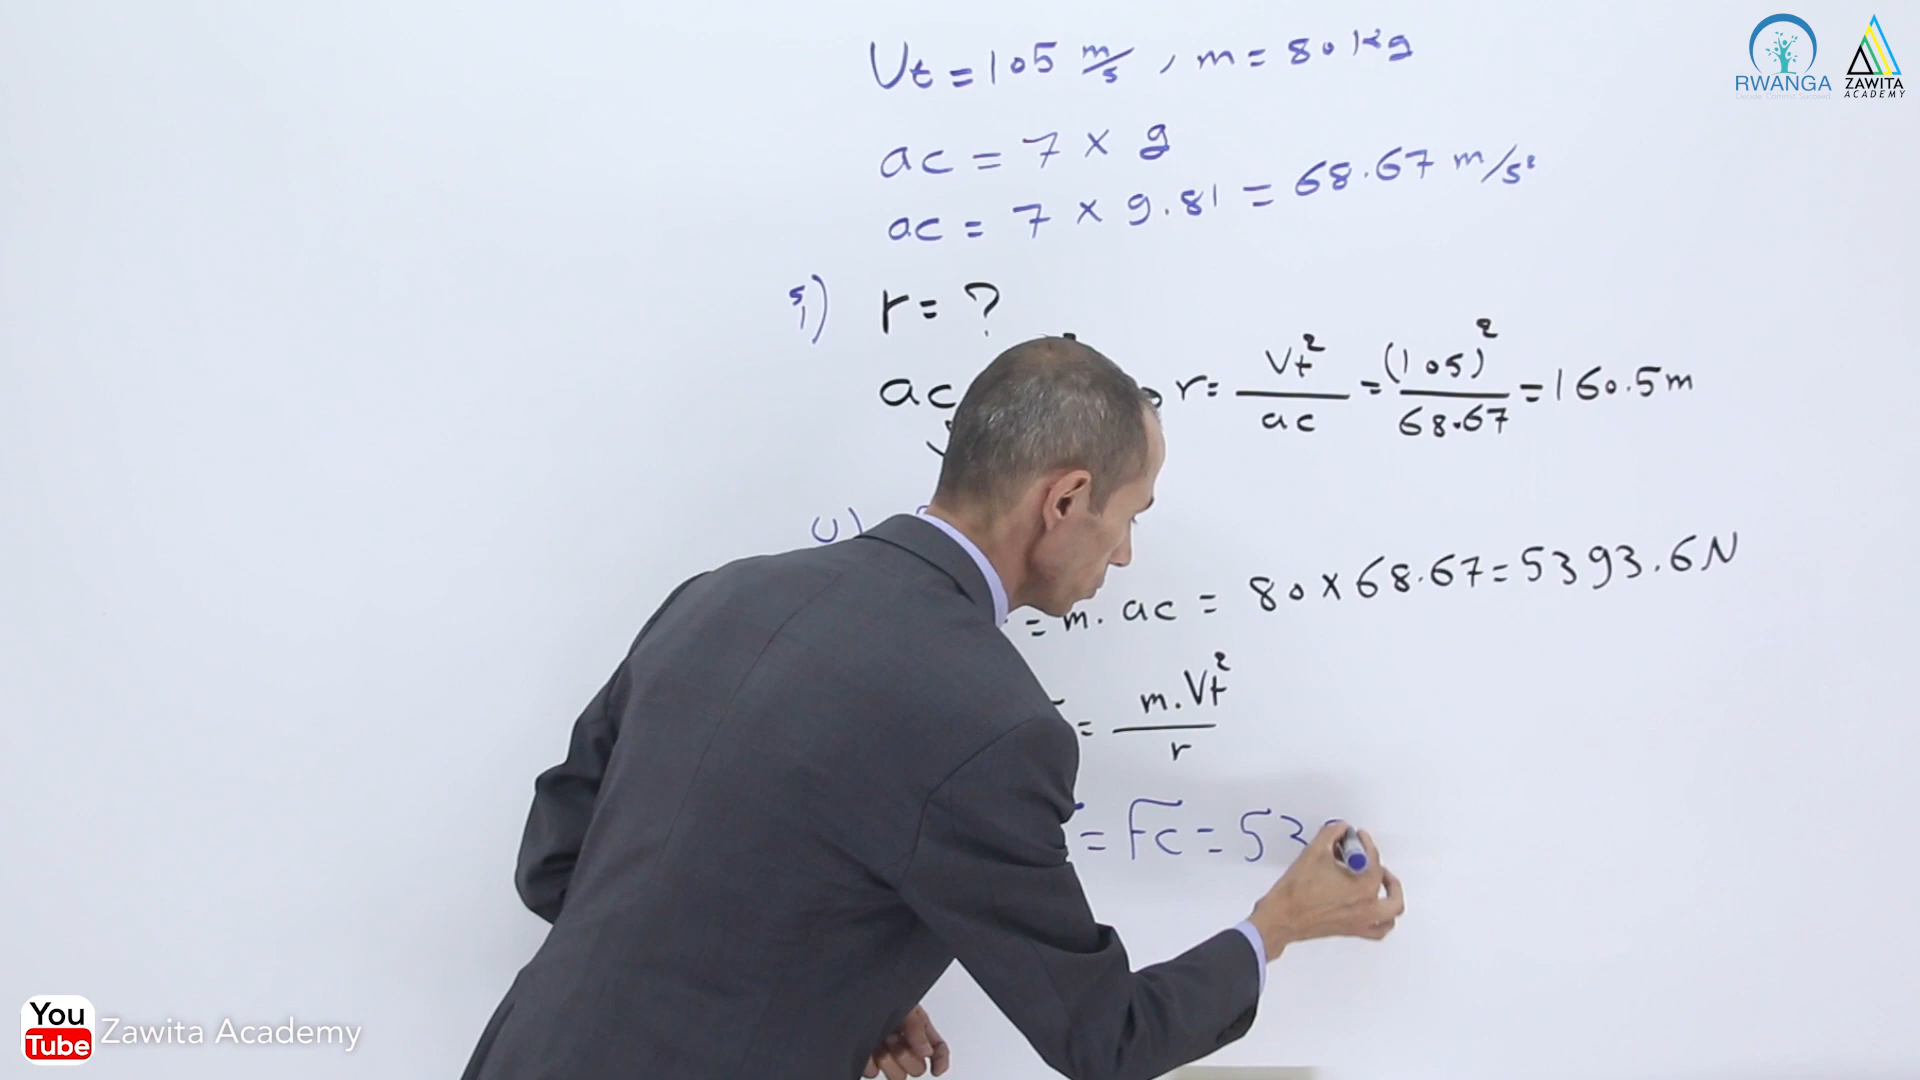 Vt = 105 m/s , m = 80 kg
ac = 7 × g
ac = 7 × 9.81 = 68.67 m/s²
r = ?
ac r = Vt² / ac = (105)² / 68.67 = 160.5 m
= m. ac = 80 × 68.67 = 5393.6 N
= m. Vt² / r
= Fc = 53
RWANGA
ZAWITA
ACADEMY
You
Tube
Zawita Academy